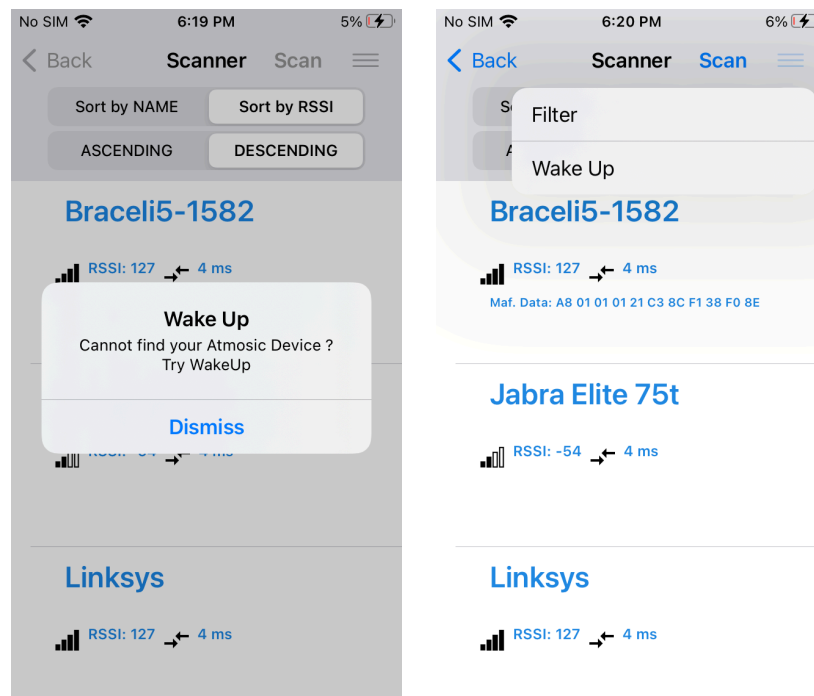 No SIM 6:19 PM 5%
Back Scanner Scan
Sort by NAME Sort by RSSI
ASCENDING DESCENDING
Braceli5-1582
RSSI: 127 4 ms
Wake Up
Cannot find your Atmosic Device ?
Try WakeUp
Dismiss
RSSI: -54 4 ms
Linksys
RSSI: 127 4 ms
No SIM 6:20 PM 6%
Back Scanner Scan
Filter
Wake Up
Braceli5-1582
RSSI: 127 4 ms
Maf. Data: A8 01 01 01 21 C3 8C F1 38 F0 8E
Jabra Elite 75t
RSSI: -54 4 ms
Linksys
RSSI: 127 4 ms